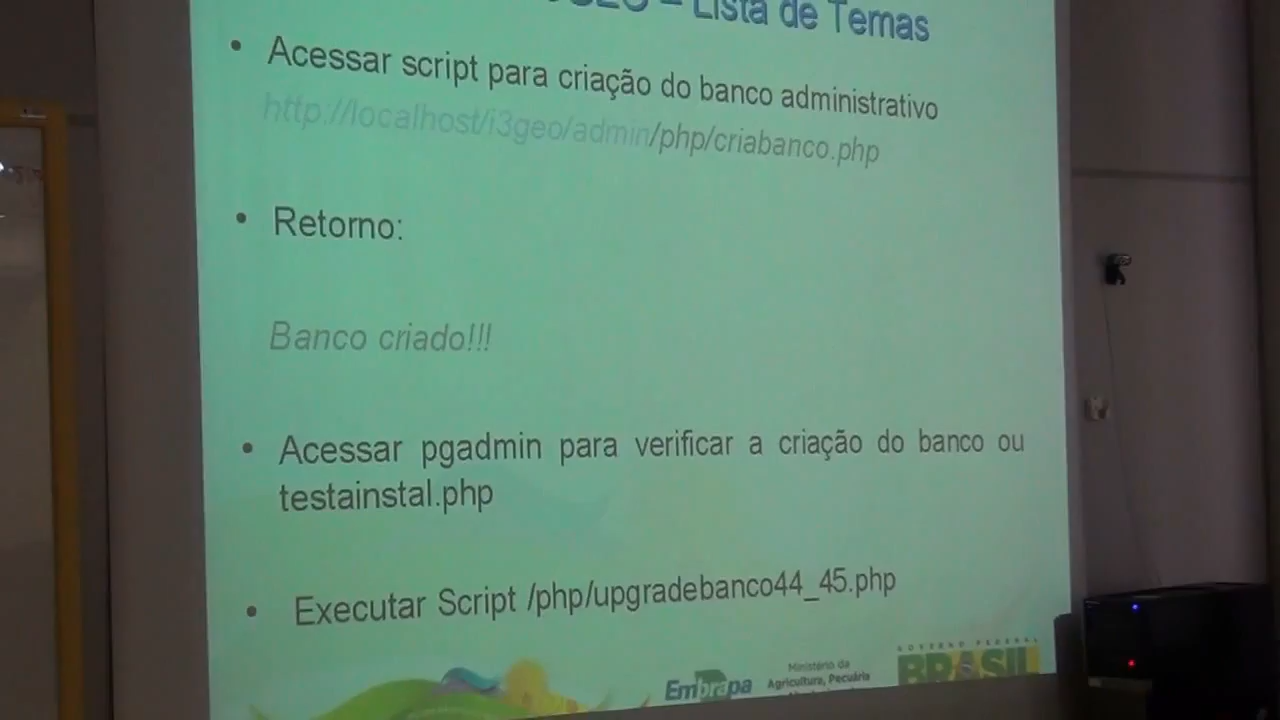 – Lista de Temas
• Acessar script para criação do banco administrativo
http://localhost/i3geo/admin/php/criabanco.php
• Retorno:
Banco criado!!!
• Acessar pgadmin para verificar a criação do banco ou
testainstal.php
• Executar Script /php/upgradebanco44_45.php
Embrapa
Ministério da
Agricultura, Pecuária
GOVERNO FEDERAL
BRASIL